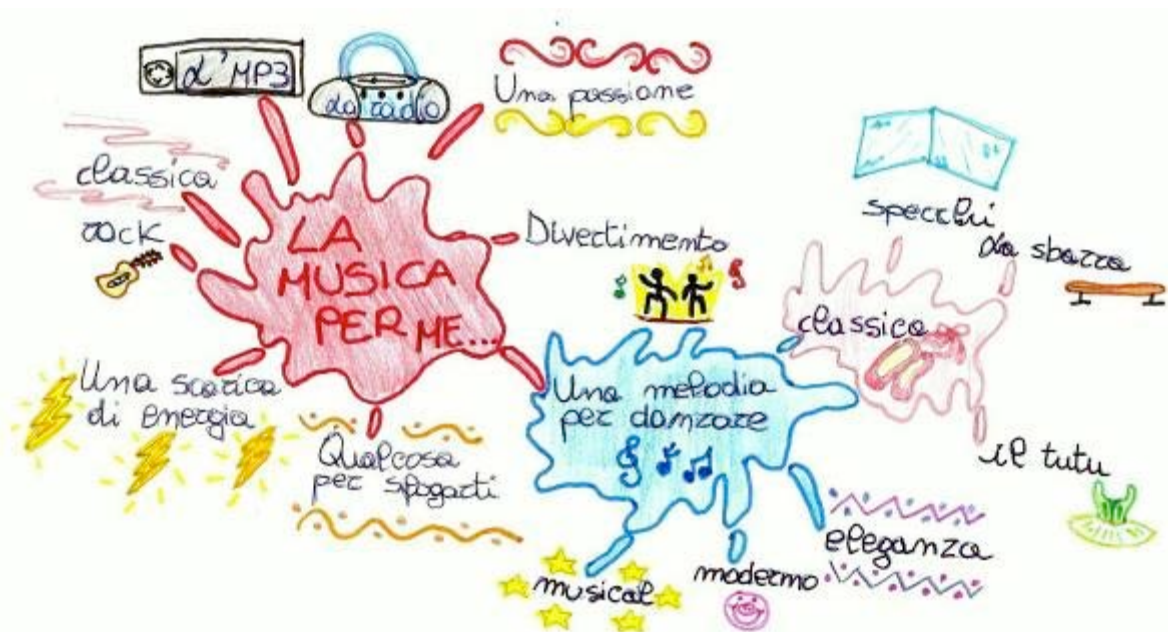 L'MP3
La radio
Una passione
classica
rock
LA
MUSICA
PER ME...
Divertimento
specchi
La sbarra
classico
Una scarica
di energia
Una melodia
per danzare
Qualcosa
per sfogarti
il tutu
eleganza
musical
moderno